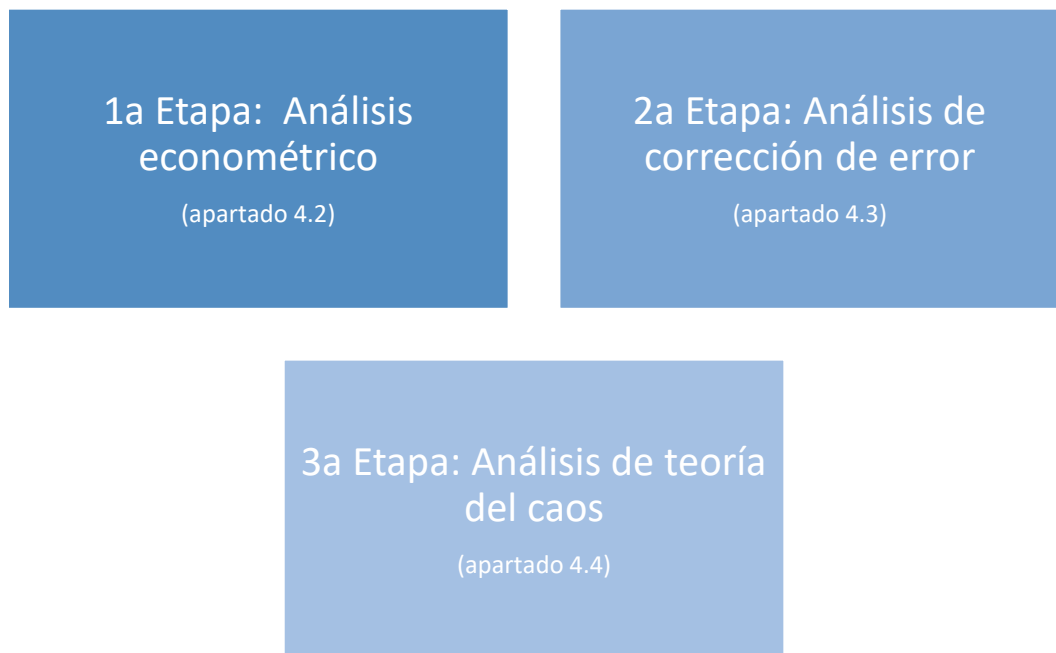 1a Etapa:  Análisis
econométrico
(apartado 4.2)
2a Etapa: Análisis de
corrección de error
(apartado 4.3)
3a Etapa: Análisis de teoría
del caos
(apartado 4.4)